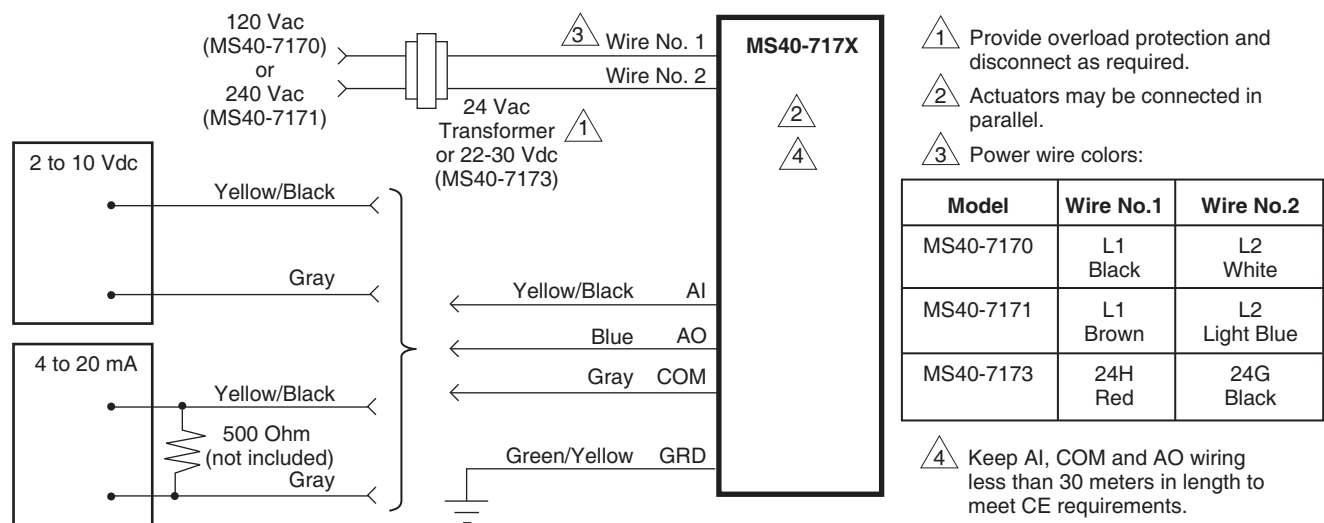 120 Vac
(MS40-7170)
or
240 Vac
(MS40-7171)
3 Wire No. 1
Wire No. 2
24 Vac
Transformer 1
or 22-30 Vdc
(MS40-7173)
MS40-717X
2
4
2 to 10 Vdc
Yellow/Black
Gray
4 to 20 mA
Yellow/Black
500 Ohm
(not included)
Gray
Yellow/Black AI
Blue AO
Gray COM
Green/Yellow GRD
1 Provide overload protection and
disconnect as required.
2 Actuators may be connected in
parallel.
3 Power wire colors:
Model Wire No.1 Wire No.2
MS40-7170 L1 L2
Black White
MS40-7171 L1 L2
Brown Light Blue
MS40-7173 24H 24G
Red Black
4 Keep AI, COM and AO wiring
less than 30 meters in length to
meet CE requirements.